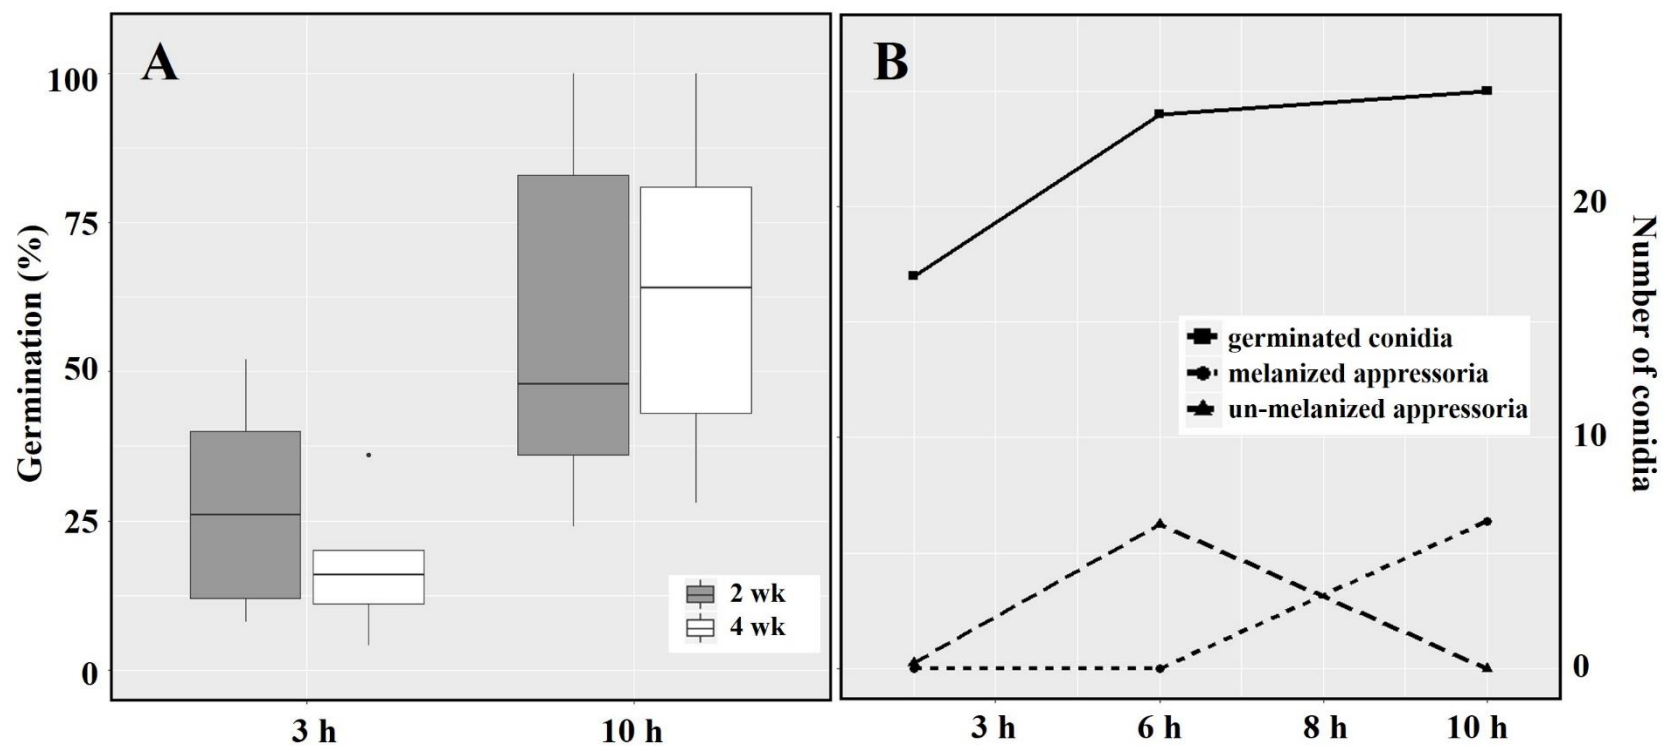 A
100
75
50
25
0
Germination (%)
2 wk
4 wk
3 h
10 h
B
20
10
0
Number of conidia
germinated conidia
melanized appressoria
un-melanized appressoria
3 h
6 h
8 h
10 h